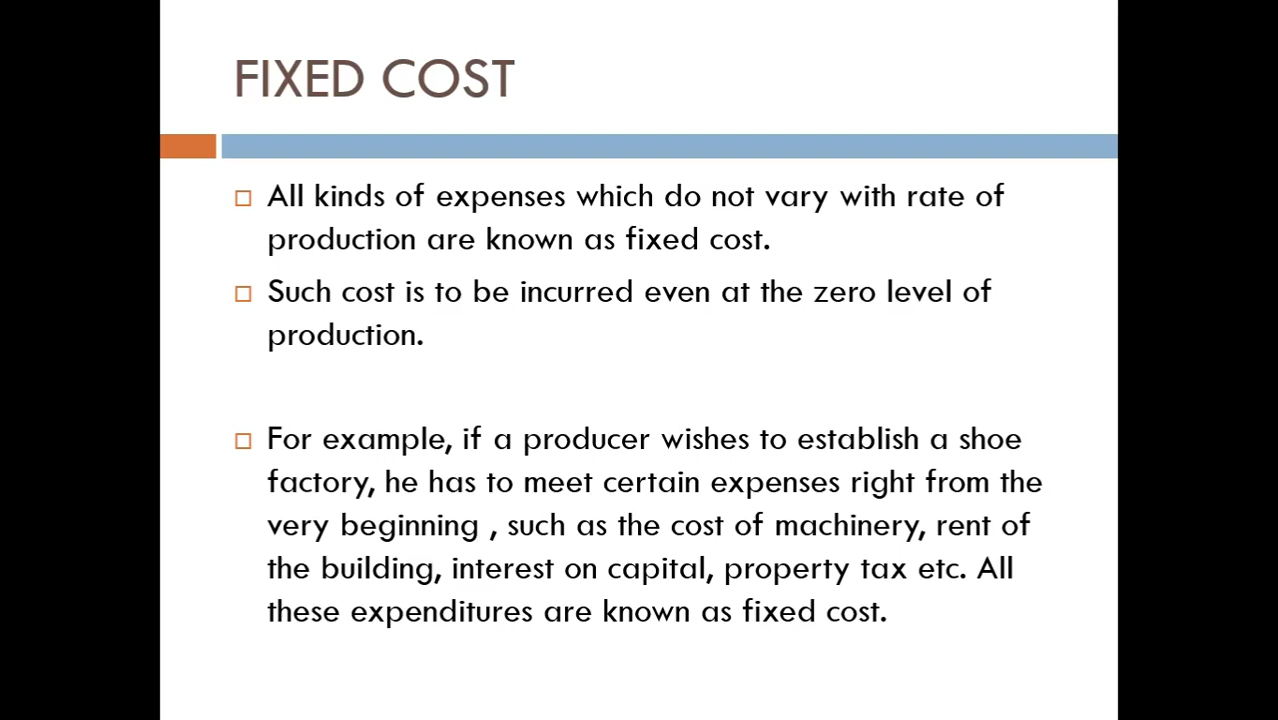 FIXED COST
All kinds of expenses which do not vary with rate of
production are known as fixed cost.
Such cost is to be incurred even at the zero level of
production.
For example, if a producer wishes to establish a shoe
factory, he has to meet certain expenses right from the
very beginning , such as the cost of machinery, rent of
the building, interest on capital, property tax etc. All
these expenditures are known as fixed cost.